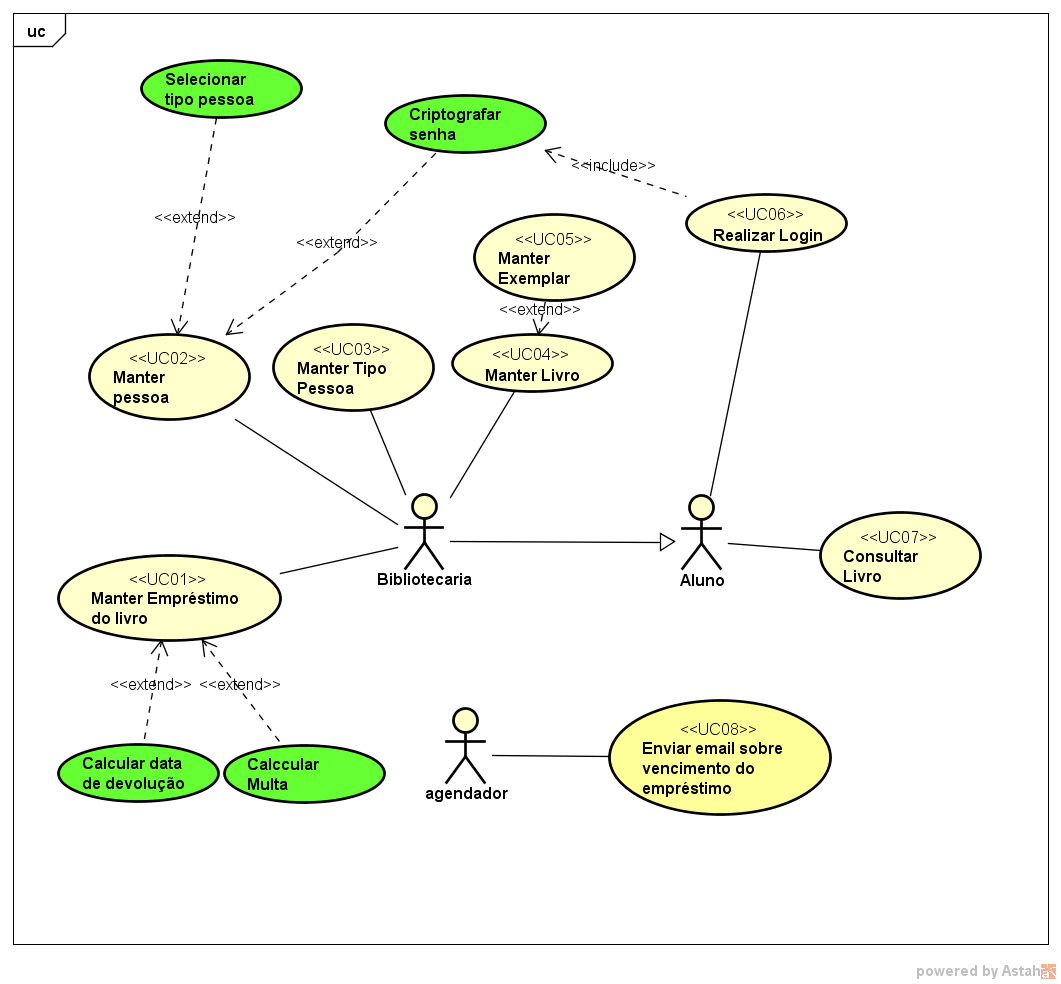 uc
Selecionar
tipo pessoa
Criptografar
senha
<<include>>
<<UC06>>
Realizar Login
<<extend>>
<<extend>>
<<UC05>>
Manter
Exemplar
<<extend>>
<<UC02>>
Manter
pessoa
<<UC03>>
Manter Tipo
Pessoa
<<UC04>>
Manter Livro
Bibliotecaria
Aluno
<<UC07>>
Consultar
Livro
<<UC01>>
Manter Empréstimo
do livro
<<extend>>
<<extend>>
Calcular data
de devolução
Calccular
Multa
agendador
<<UC08>>
Enviar email sobre
vencimento do
empréstimo
powered by Astah